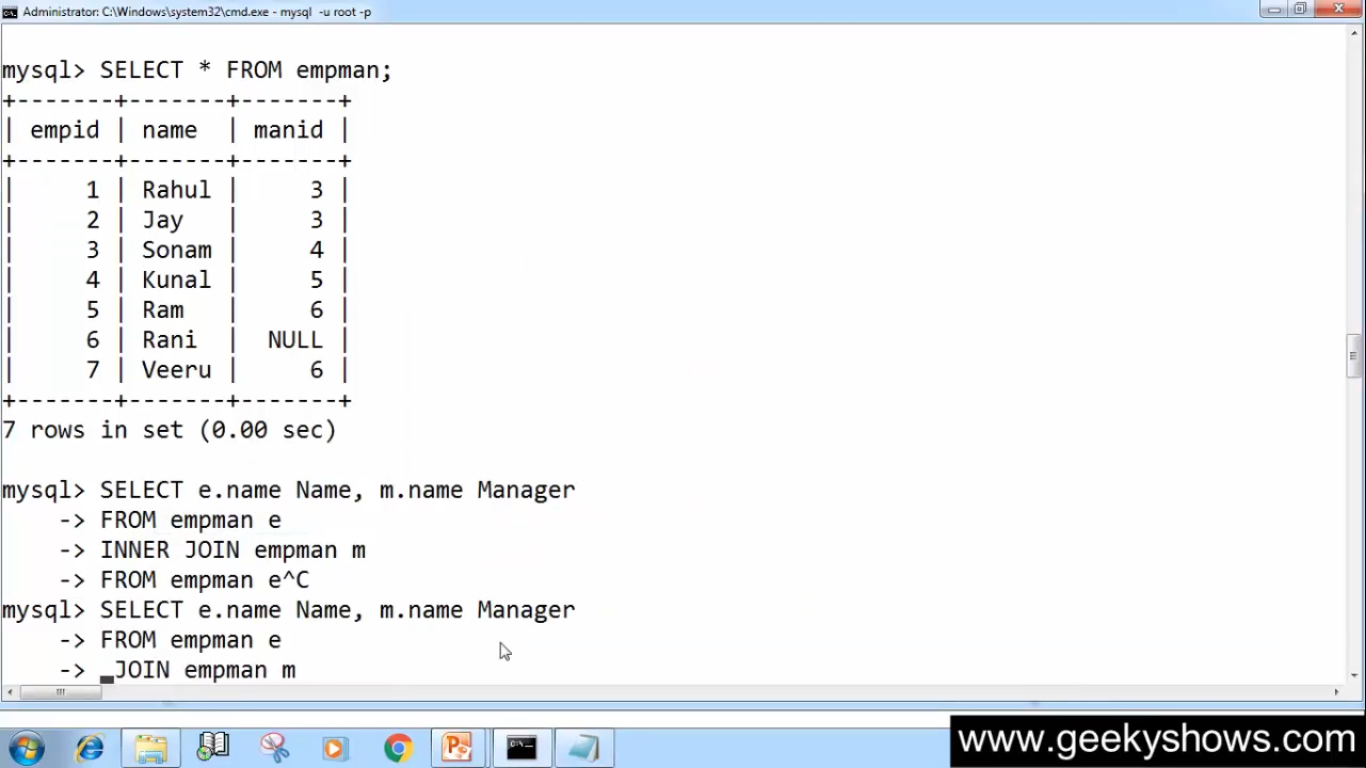 Administrator: C:\Windows\system32\cmd.exe - mysql -u root -p
mysql> SELECT * FROM empman;
+-------+-------+-------+
| empid | name  | manid |
+-------+-------+-------+
|     1 | Rahul |     3 |
|     2 | Jay   |     3 |
|     3 | Sonam |     4 |
|     4 | Kunal |     5 |
|     5 | Ram   |     6 |
|     6 | Rani  |  NULL |
|     7 | Veeru |     6 |
+-------+-------+-------+
7 rows in set (0.00 sec)
mysql> SELECT e.name Name, m.name Manager
    -> FROM empman e
    -> INNER JOIN empman m
    -> FROM empman e^C
mysql> SELECT e.name Name, m.name Manager
    -> FROM empman e
    -> _JOIN empman m
www.geekyshows.com